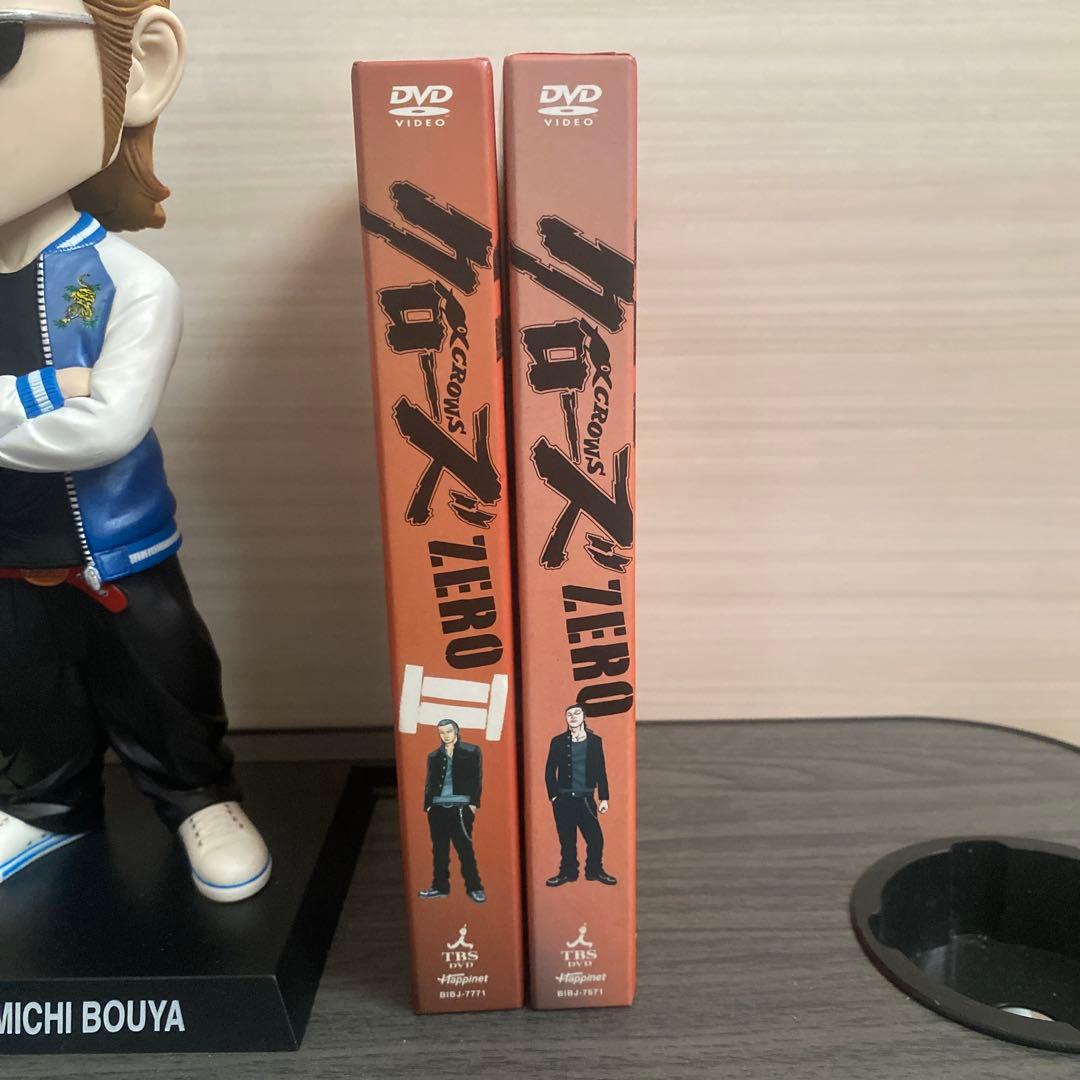 DVD
VIDEO
クローズ
CROWS
ZERO
II
TBS
DVD
Happinet
BIBJ-7771
DVD
VIDEO
クローズ
CROWS
ZERO
TBS
DVD
Happinet
BIBJ-7571
MICHI BOUYA